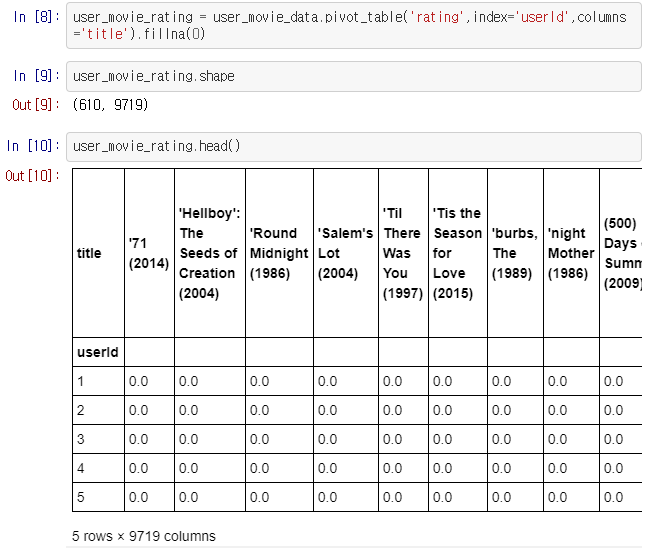 In [8]: user_movie_rating = user_movie_data.pivot_table('rating',index='userId',columns
='title').fillna(0)
In [9]: user_movie_rating.shape
Out[9]: (610, 9719)
In [10]: user_movie_rating.head()
Out[10]:
title '71 (2014) 'Hellboy': The Seeds of Creation (2004) 'Round Midnight (1986) 'Salem's Lot (2004) 'Til There Was You (1997) 'Tis the Season for Love (2015) 'burbs, The (1989) 'night Mother (1986) (500) Days Summ (2009)
userId
1 0.0 0.0 0.0 0.0 0.0 0.0 0.0 0.0 0.0
2 0.0 0.0 0.0 0.0 0.0 0.0 0.0 0.0 0.0
3 0.0 0.0 0.0 0.0 0.0 0.0 0.0 0.0 0.0
4 0.0 0.0 0.0 0.0 0.0 0.0 0.0 0.0 0.0
5 0.0 0.0 0.0 0.0 0.0 0.0 0.0 0.0 0.0
5 rows × 9719 columns